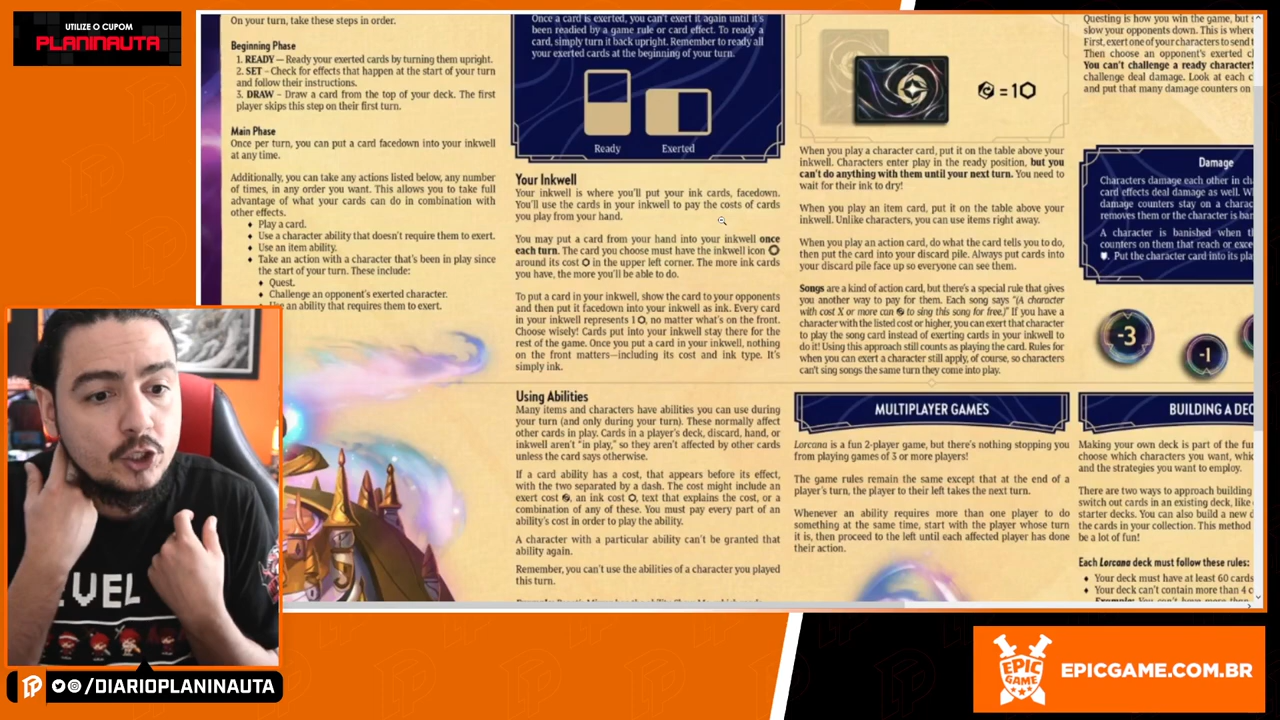 UTILIZE O CUPOM
PLANINAUTA
On your turn, take these steps in order.
Beginning Phase
1. READY — Ready your exerted cards by turning them upright.
2. SET – Check for effects that happen at the start of your turn
and follow their instructions.
3. DRAW – Draw a card from the top of your deck. The first
player skips this step on their first turn.
Main Phase
Once per turn, you can put a card facedown into your inkwell
at any time.
Additionally, you can take any actions listed below, any number
of times, in any order you want. This allows you to take full
advantage of what your cards can do in combination with
other effects.
♦ Play a card.
♦ Use a character ability that doesn't require them to exert.
♦ Use an item ability.
♦ Take an action with a character that's been in play since
the start of your turn. These include:
♦ Quest.
♦ Challenge an opponent's exerted character.
an ability that requires them to exert.
Once a card is exerted, you can't exert it again until it's
been readied by a game rule or card effect. To ready a
card, simply turn it back upright. Remember to ready all
your exerted cards at the beginning of your turn.
Ready Exerted
Your Inkwell
Your inkwell is where you'll put your ink cards, facedown.
You'll use the cards in your inkwell to pay the costs of cards
you play from your hand.
You may put a card from your hand into your inkwell once
each turn. The card you choose must have the inkwell icon
around its cost in the upper left corner. The more ink cards
you have, the more you'll be able to do.
To put a card in your inkwell, show the card to your opponents
and then put it facedown into your inkwell as ink. Every card
in your inkwell represents 1, no matter what's on the front.
Choose wisely! Cards put into your inkwell stay there for the
rest of the game. Once you put a card in your inkwell, nothing
on the front matters—including its cost and ink type. It's
simply ink.
Using Abilities
Many items and characters have abilities you can use during
your turn (and only during your turn). These normally affect
other cards in play. Cards in a player's deck, discard, hand, or
inkwell aren't "in play," so they aren't affected by other cards
unless the card says otherwise.
If a card ability has a cost, that appears before its effect,
with the two separated by a dash. The cost might include an
exert cost, an ink cost, text that explains the cost, or a
combination of any of these. You must pay every part of an
ability's cost in order to play the ability.
A character with a particular ability can't be granted that
ability again.
Remember, you can't use the abilities of a character you played
this turn.
= 1
When you play a character card, put it on the table above your
inkwell. Characters enter play in the ready position, but you
can't do anything with them until your next turn. You need to
wait for their ink to dry!
When you play an item card, put it on the table above your
inkwell. Unlike characters, you can use items right away.
When you play an action card, do what the card tells you to do,
then put the card into your discard pile. Always put cards into
your discard pile face up so everyone can see them.
Songs are a kind of action card, but there's a special rule that gives
you another way to pay for them. Each song says "(A character
with cost X or more can to sing this song for free.)" If you have a
character with the listed cost or higher, you can exert that character
to play the song card instead of exerting cards in your inkwell to
do it! Using this approach still counts as playing the card. Rules for
when you can exert a character still apply, of course, so characters
can't sing songs the same turn they come into play.
MULTIPLAYER GAMES
Lorcana is a fun 2-player game, but there's nothing stopping you
from playing games of 3 or more players!
The game rules remain the same except that at the end of a
player's turn, the player to their left takes the next turn.
Whenever an ability requires more than one player to do
something at the same time, start with the player whose turn
it is, then proceed to the left until each affected player has done
their action.
Questing is how you win the game, but
slow your opponents down. This is where
First, exert one of your characters to send
Then choose an opponent's exerted
You can't challenge a ready character!
challenge deal damage. Look at each
and put that many damage counters on
Damage
Characters damage each other in
card effects deal damage.
damage counters stay on a
removes them or the character is
A character is banished when
counters on them that reach or
. Put the character card into its
-3
-1
BUILDING A
Making your own deck is part of the
choose which characters you want,
and the strategies you want to employ.
There are two ways to approach building
switch out cards in an existing deck, like
starter decks. You can also build a new
the cards in your collection. This method
be a lot of fun!
Each Lorcana deck must follow these rules:
♦ Your deck must have at least 60 cards
♦ Your deck can't contain more than 4
EVEL
/DIARIOPLANINAUTA
EPIC
GAME
EPICGAME.COM.BR